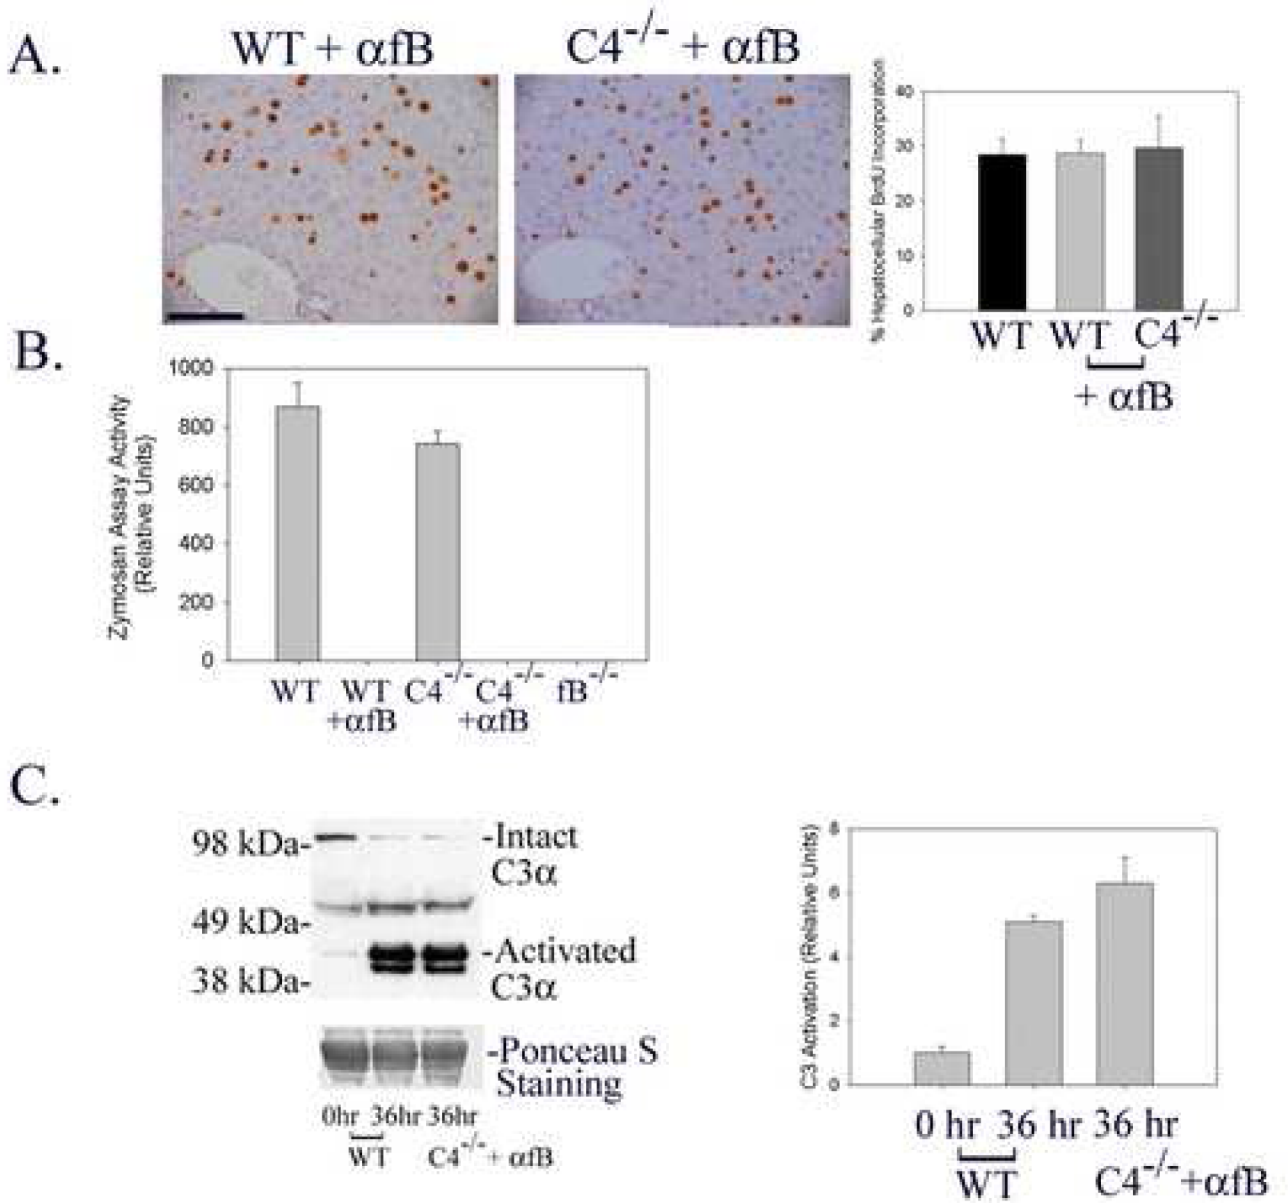 A.
WT + αfB
C4-/- + αfB
% Hepatocellular BrdU Incorporation
40
30
20
10
0
WT WT C4-/-
+ αfB
B.
Zymosan Assay Activity
(Relative Units)
1000
800
600
400
200
0
WT WT C4-/- C4-/- fB-/-
+αfB +αfB
C.
98 kDa-
-Intact
C3α
49 kDa-
-Activated
C3α
38 kDa-
-Ponceau S
Staining
0hr 36hr 36hr
WT C4-/-+ αfB
C3 Activation (Relative Units)
8
6
4
2
0
0 hr 36 hr 36 hr
WT C4-/-+αfB